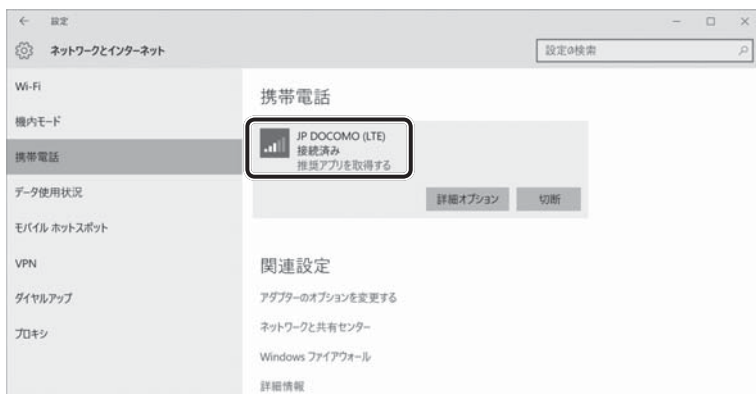 設定
ネットワークとインターネット
設定の検索
Wi-Fi
機内モード
携帯電話
データ使用状況
モバイル ホットスポット
VPN
ダイヤルアップ
プロキシ
携帯電話
JP DOCOMO (LTE)
接続済み
推奨アプリを取得する
詳細オプション
切断
関連設定
アダプターのオプションを変更する
ネットワークと共有センター
Windows ファイアウォール
詳細情報